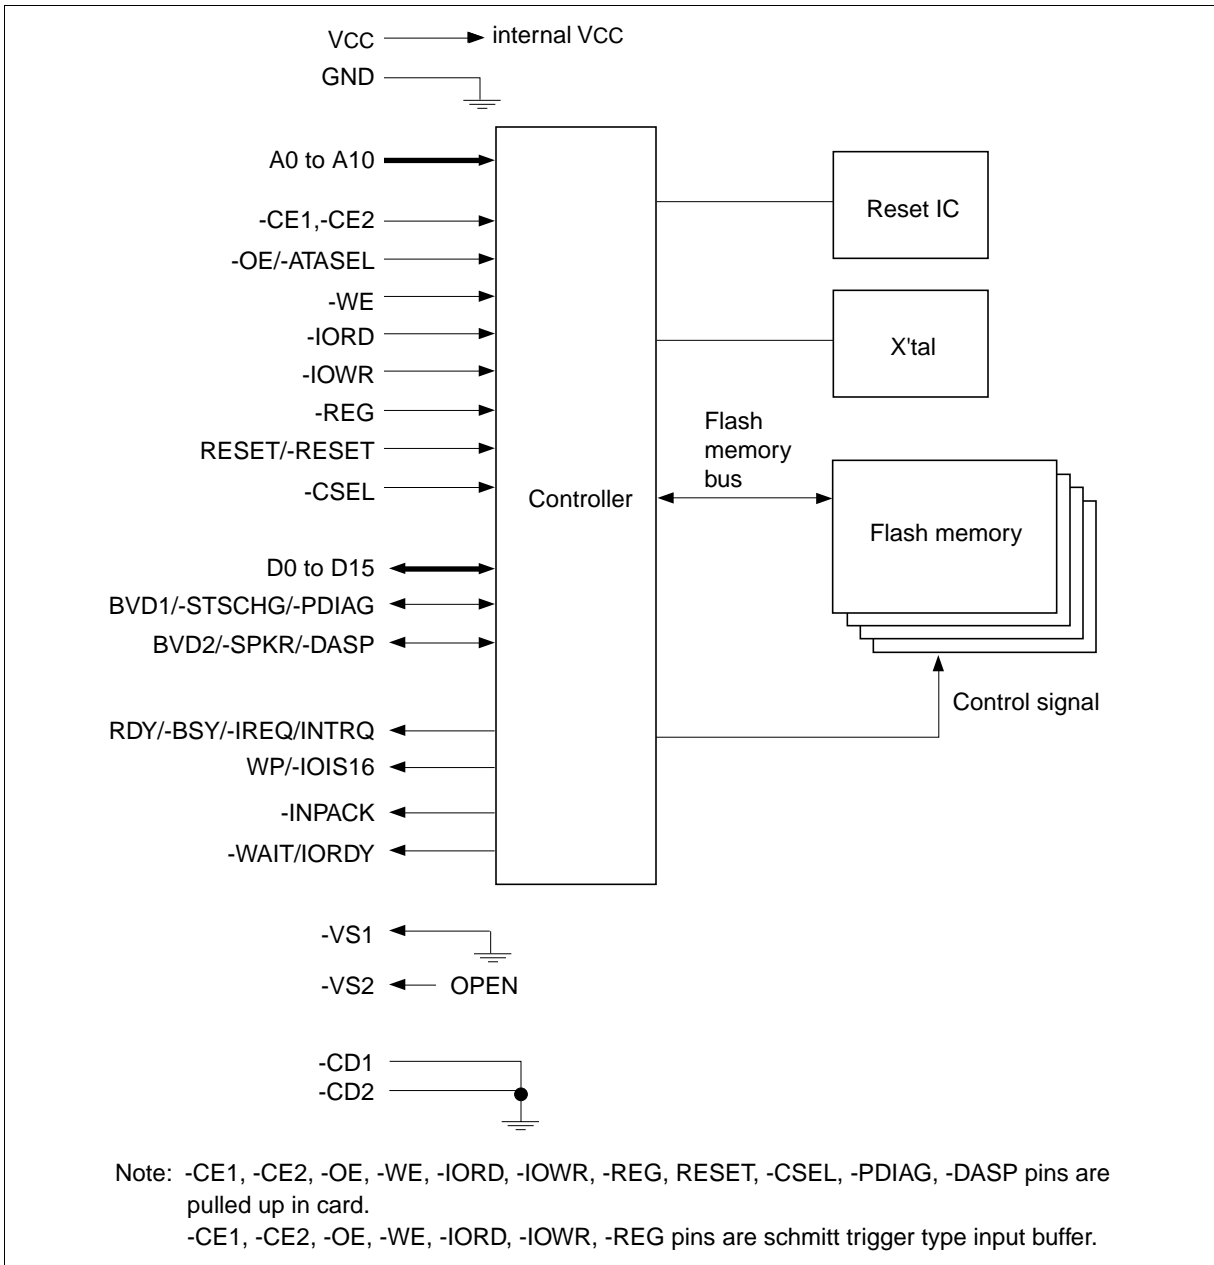 VCC
internal VCC
GND
A0 to A10
-CE1,-CE2
-OE/-ATASEL
-WE
-IORD
-IOWR
-REG
RESET/-RESET
-CSEL
D0 to D15
BVD1/-STSCHG/-PDIAG
BVD2/-SPKR/-DASP
RDY/-BSY/-IREQ/INTRQ
WP/-IOIS16
-INPACK
-WAIT/IORDY
Controller
Reset IC
X'tal
Flash
memory
bus
Flash memory
Control signal
-VS1
-VS2
OPEN
-CD1
-CD2
Note: -CE1, -CE2, -OE, -WE, -IORD, -IOWR, -REG, RESET, -CSEL, -PDIAG, -DASP pins are
pulled up in card.
-CE1, -CE2, -OE, -WE, -IORD, -IOWR, -REG pins are schmitt trigger type input buffer.